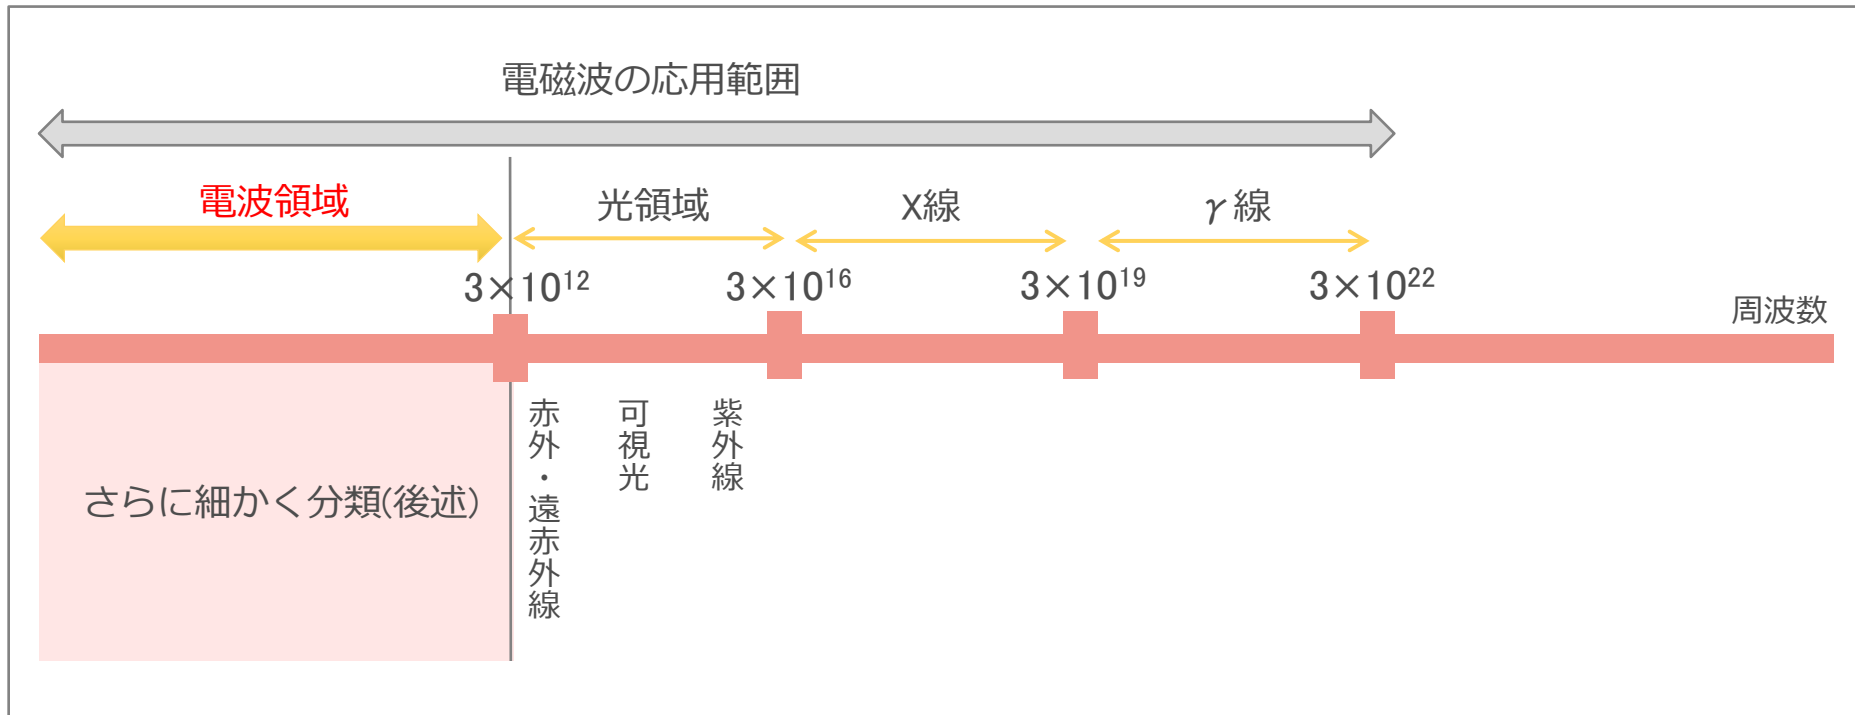 電磁波の応用範囲
電波領域
光領域
X線
γ線
3×10¹²
3×10¹⁶
3×10¹⁹
3×10²²
周波数
赤外・遠赤外線
可視光
紫外線
さらに細かく分類(後述)